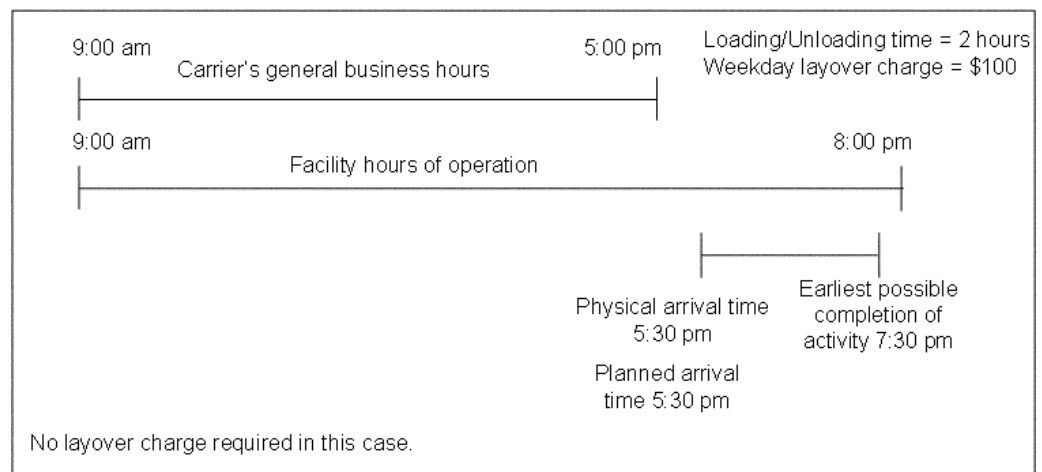 9:00 am
5:00 pm
Loading/Unloading time = 2 hours
Weekday layover charge = $100
Carrier's general business hours
9:00 am
8:00 pm
Facility hours of operation
Physical arrival time
5:30 pm
Planned arrival
time 5:30 pm
Earliest possible
completion of
activity 7:30 pm
No layover charge required in this case.